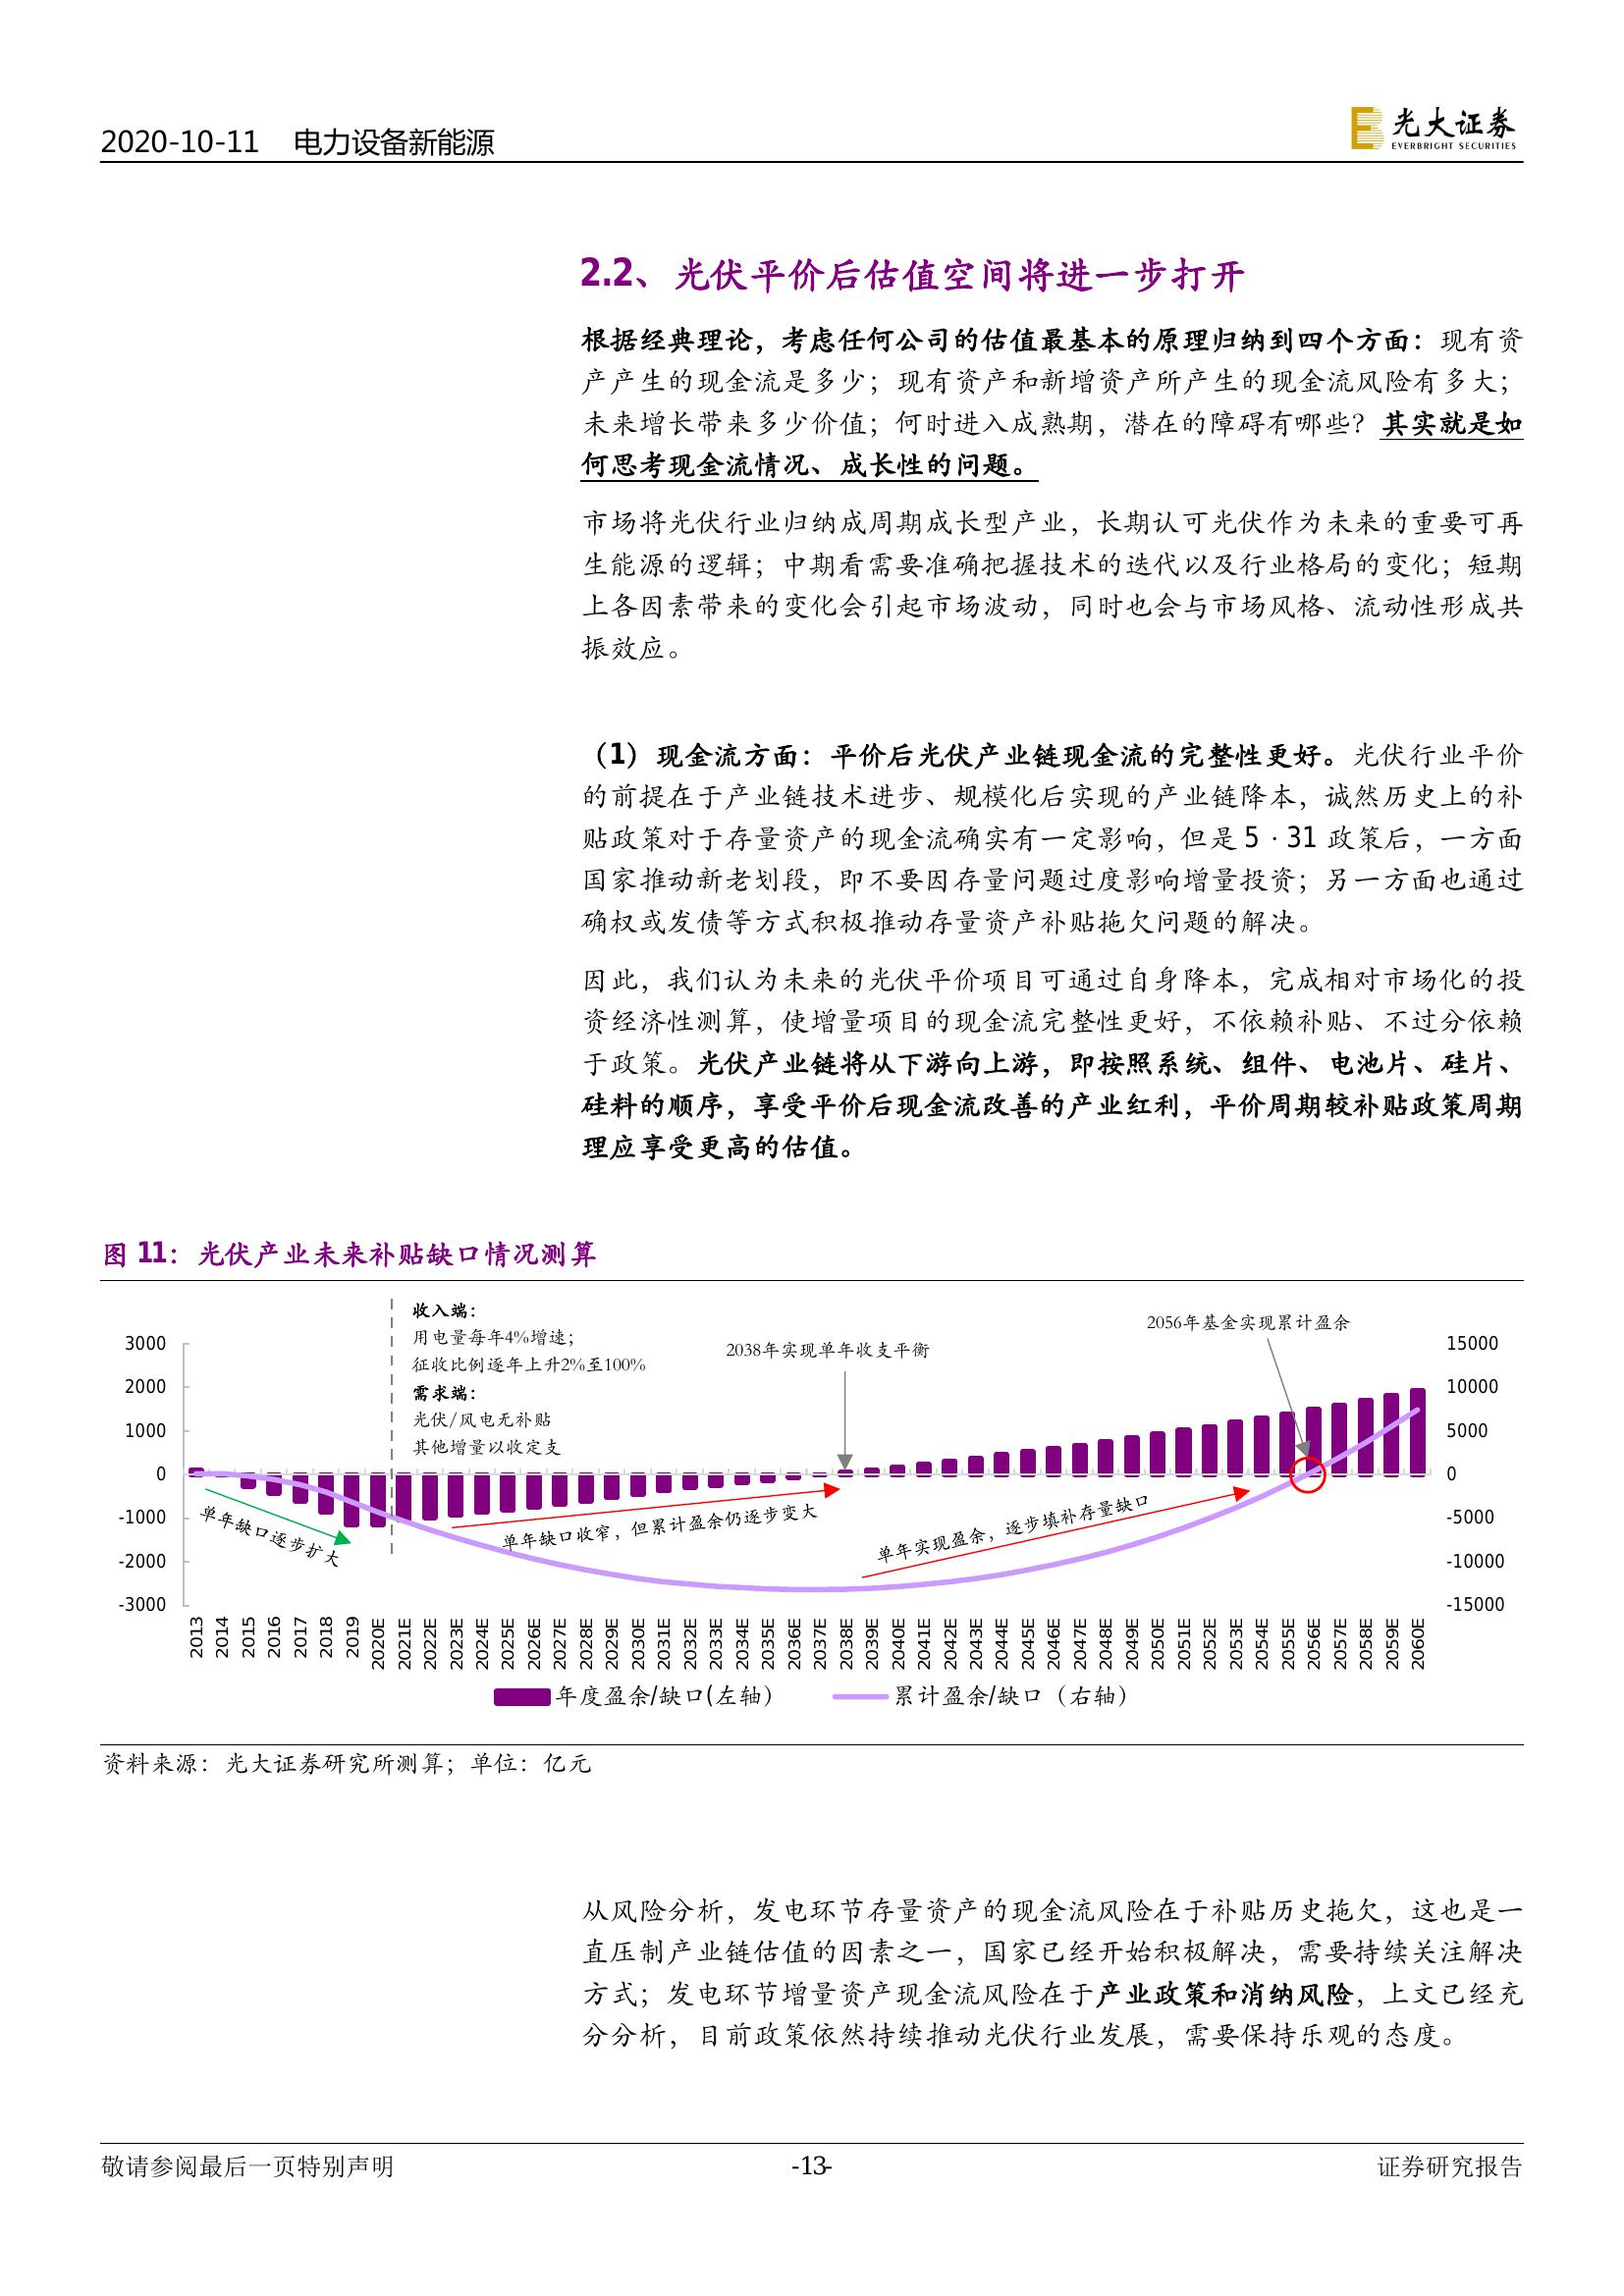 2020-10-11 电力设备新能源
光大证券
EVERBRIGHT SECURITIES
2.2、光伏平价后估值空间将进一步打开
根据经典理论，考虑任何公司的估值最基本的原理归纳到四个方面：现有资
产产生的现金流是多少；现有资产和新增资产所产生的现金流风险有多大；
未来增长带来多少价值；何时进入成熟期，潜在的障碍有哪些？其实就是如
何思考现金流情况、成长性的问题。
市场将光伏行业归纳成周期成长型产业，长期认可光伏作为未来的重要可再
生能源的逻辑；中期看需要准确把握技术的迭代以及行业格局的变化；短期
上各因素带来的变化会引起市场波动，同时也会与市场风格、流动性形成共
振效应。
（1）现金流方面：平价后光伏产业链现金流的完整性更好。光伏行业平价
的前提在于产业链技术进步、规模化后实现的产业链降本，诚然历史上的补
贴政策对于存量资产的现金流确实有一定影响，但是 5·31 政策后，一方面
国家推动新老划段，即不要因存量问题过度影响增量投资；另一方面也通过
确权或发债等方式积极推动存量资产补贴拖欠问题的解决。
因此，我们认为未来的光伏平价项目可通过自身降本，完成相对市场化的投
资经济性测算，使增量项目的现金流完整性更好，不依赖补贴、不过分依赖
于政策。光伏产业链将从下游向上游，即按照系统、组件、电池片、硅片、
硅料的顺序，享受平价后现金流改善的产业红利，平价周期较补贴政策周期
理应享受更高的估值。
图 11：光伏产业未来补贴缺口情况测算
收入端：
用电量每年4%增速；
征收比例逐年上升2%至100%
需求端：
光伏/风电无补贴
其他增量以收定支
2038年实现单年收支平衡
2056年基金实现累计盈余
3000
2000
1000
0
-1000
-2000
-3000
15000
10000
5000
0
-5000
-10000
-15000
单年缺口逐步扩大
单年缺口收窄，但累计盈余仍逐步变大
单年实现盈余，逐步填补存量缺口
2013 2014 2015 2016 2017 2018 2019 2020E 2021E 2022E 2023E 2024E 2025E 2026E 2027E 2028E 2029E 2030E 2031E 2032E 2033E 2034E 2035E 2036E 2037E 2038E 2039E 2040E 2041E 2042E 2043E 2044E 2045E 2046E 2047E 2048E 2049E 2050E 2051E 2052E 2053E 2054E 2055E 2056E 2057E 2058E 2059E 2060E
年度盈余/缺口(左轴） 累计盈余/缺口（右轴）
资料来源：光大证券研究所测算；单位：亿元
从风险分析，发电环节存量资产的现金流风险在于补贴历史拖欠，这也是一
直压制产业链估值的因素之一，国家已经开始积极解决，需要持续关注解决
方式；发电环节增量资产现金流风险在于产业政策和消纳风险，上文已经充
分分析，目前政策依然持续推动光伏行业发展，需要保持乐观的态度。
敬请参阅最后一页特别声明 -13- 证券研究报告